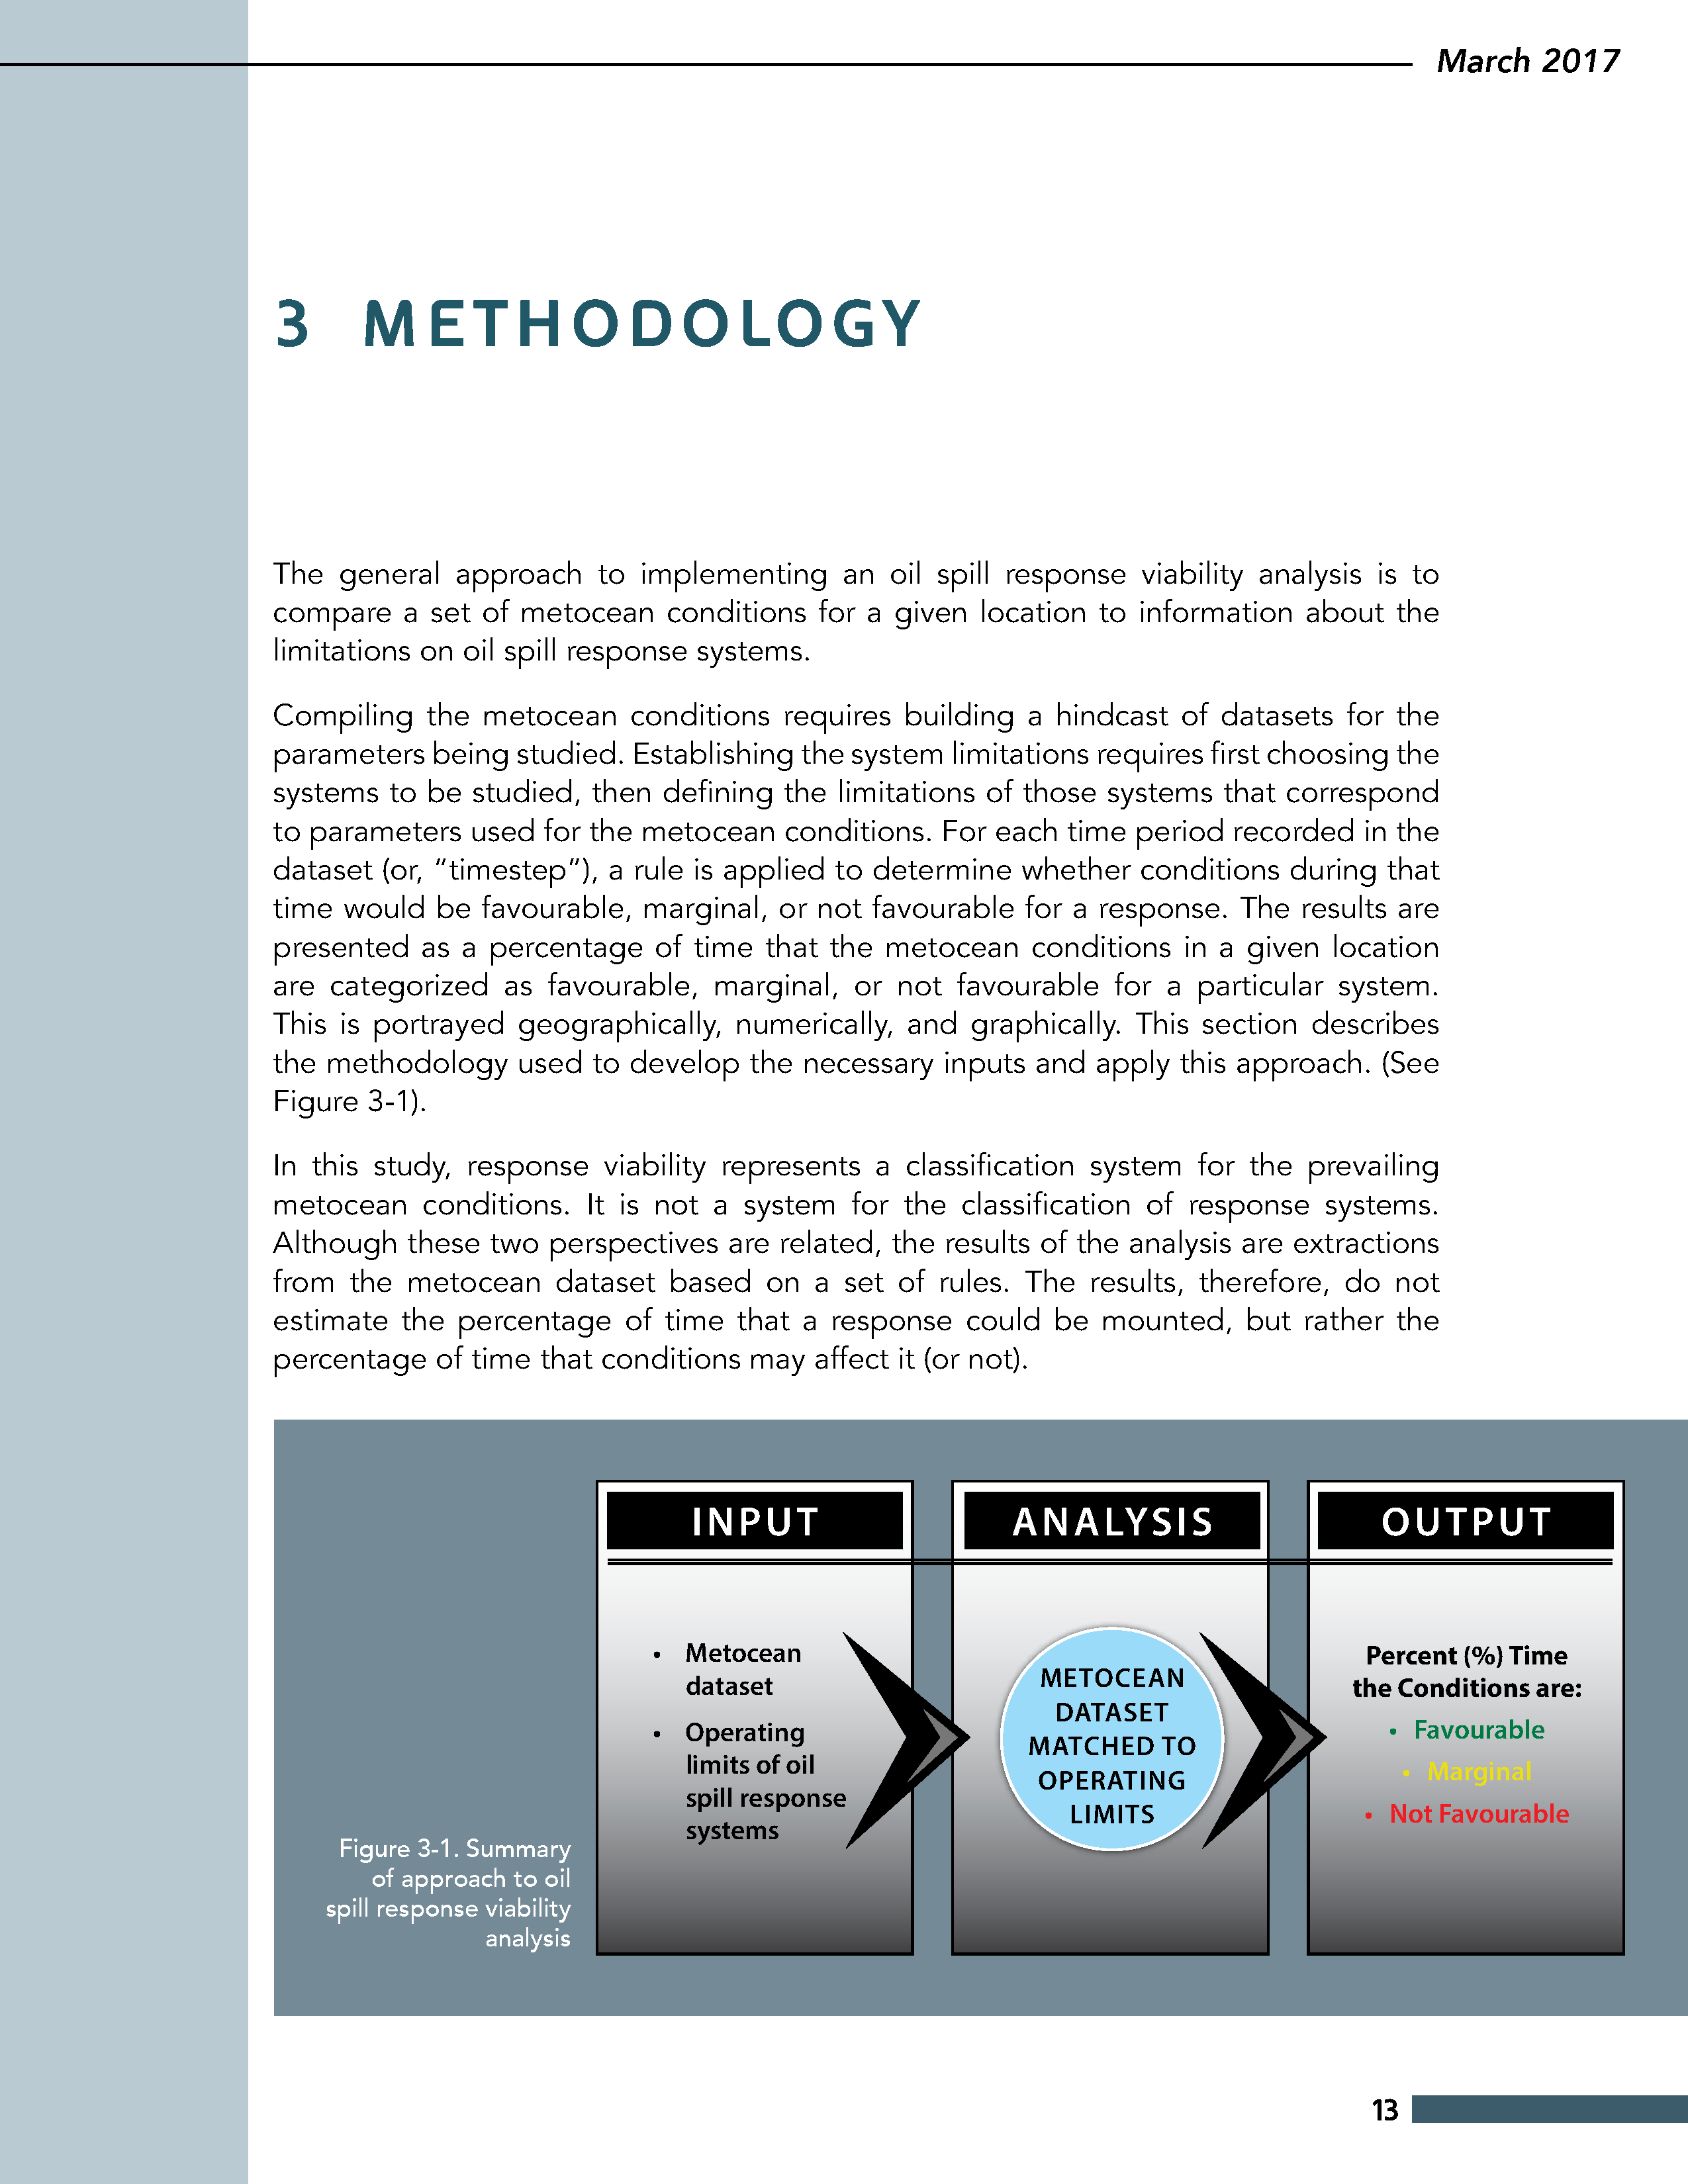 March 2017
3 METHODOLOGY
The general approach to implementing an oil spill response viability analysis is to
compare a set of metocean conditions for a given location to information about the
limitations on oil spill response systems.
Compiling the metocean conditions requires building a hindcast of datasets for the
parameters being studied. Establishing the system limitations requires first choosing the
systems to be studied, then defining the limitations of those systems that correspond
to parameters used for the metocean conditions. For each time period recorded in the
dataset (or, “timestep”), a rule is applied to determine whether conditions during that
time would be favourable, marginal, or not favourable for a response. The results are
presented as a percentage of time that the metocean conditions in a given location
are categorized as favourable, marginal, or not favourable for a particular system.
This is portrayed geographically, numerically, and graphically. This section describes
the methodology used to develop the necessary inputs and apply this approach. (See
Figure 3-1).
In this study, response viability represents a classification system for the prevailing
metocean conditions. It is not a system for the classification of response systems.
Although these two perspectives are related, the results of the analysis are extractions
from the metocean dataset based on a set of rules. The results, therefore, do not
estimate the percentage of time that a response could be mounted, but rather the
percentage of time that conditions may affect it (or not).
INPUT
• Metocean
dataset
• Operating
limits of oil
spill response
systems
ANALYSIS
METOCEAN
DATASET
MATCHED TO
OPERATING
LIMITS
OUTPUT
Percent (%) Time
the Conditions are:
• Favourable
• Marginal
• Not Favourable
Figure 3-1. Summary
of approach to oil
spill response viability
analysis
13